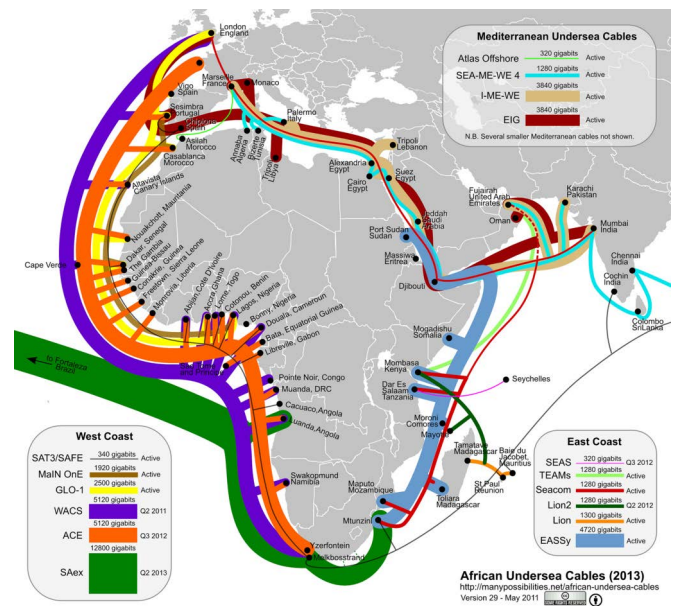 London
England
Mediterranean Undersea Cables
Atlas Offshore
320 gigabits
Active
SEA-ME-WE 4
1280 gigabits
Active
I-ME-WE
3840 gigabits
Active
EIG
3840 gigabits
Active
N.B. Several smaller Mediterranean cables not shown.
Marseille
France
Monaco
Vigo
Spain
Sesimbra
Portugal
Palermo
Italy
Asilah
Morocco
Casablanca
Morocco
Annaba
Algeria
Bizerte
Tunisia
Tripoli
Libya
Tripoli
Lebanon
Alexandria
Egypt
Cairo
Egypt
Suez
Egypt
Jeddah
Saudi
Arabia
Fujairah
United Arab
Emirates
Oman
Karachi
Pakistan
Mumbai
India
Chennai
India
Cochin
India
Colombo
SriLanka
Altavista
Canary Islands
Nouakchott, Mauritania
Dakar, Senegal
The Gambia
Guinea-Bissau
Conakrie, Guinea
Freetown, Sierra Leone
Monrovia, Liberia
Cape Verde
Abijan,Cote D'Ivoire
Accra,Ghana
Lome, Togo
Cotonou, Benin
Lagos, Nigeria
Bonny, Nigeria
Douala, Cameroun
Bata, Equatorial Guinea
Libreville, Gabon
and Principe
Port Sudan
Sudan
Massiwa
Eritrea
Djibouti
Mogadishu
Somalia
Mombasa
Kenya
Dar Es
Salaam
Tanzania
Seychelles
Pointe Noir, Congo
Muanda, DRC
Cacuaco,Angola
Luanda,Angola
to Fortaleza
Brazil
Moroni
Comores
Mayotte
Tamatave
Madagascar
Baie du
Jacobet,
Mauritius
St.Paul
Reunion
Toliara
Madagascar
Maputo
Mozambique
Mtunzini
Swakopmund
Namibia
Yzerfontein
Melkbosstrand
West Coast
SAT3/SAFE
340 gigabits
Active
MaIN OnE
1920 gigabits
Active
GLO-1
2500 gigabits
Active
WACS
5120 gigabits
Q2 2011
ACE
5120 gigabits
Q3 2012
SAex
12800 gigabits
Q2 2013
East Coast
SEAS
320 gigabits
Q3 2012
TEAMs
1280 gigabits
Active
Seacom
1280 gigabits
Active
Lion2
1280 gigabits
Q2 2012
Lion
1300 gigabits
Active
EASSy
4720 gigabits
Active
African Undersea Cables (2013)
http://manypossibilities.net/african-undersea-cables
Version 29 - May 2011